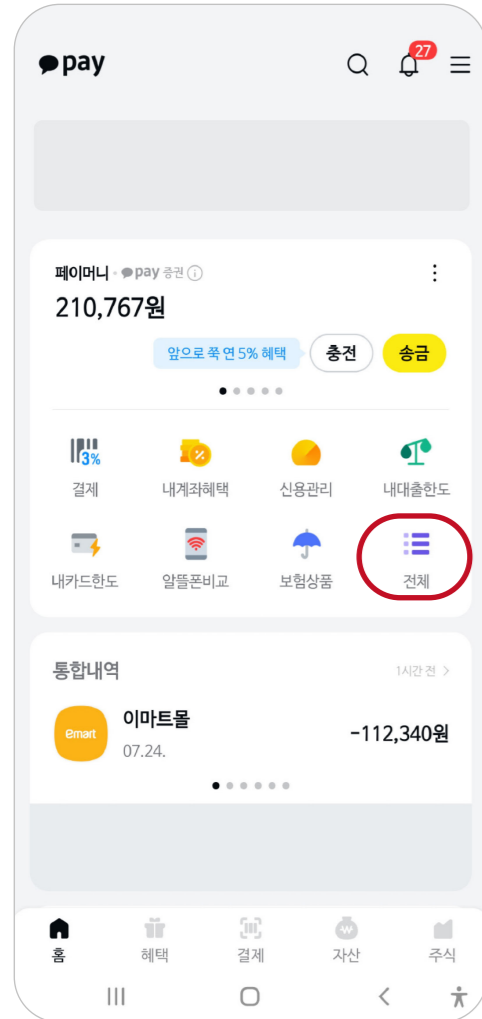 pay
27
페이머니 · pay 증권
210,767원
앞으로 쭉 연 5% 혜택 충전 송금
3%
결제 내계좌혜택 신용관리 내대출한도
내카드한도 알뜰폰비교 보험상품 전체
통합내역 1시간 전 >
emart 이마트몰 -112,340원
07.24.
홈 혜택 결제 자산 주식